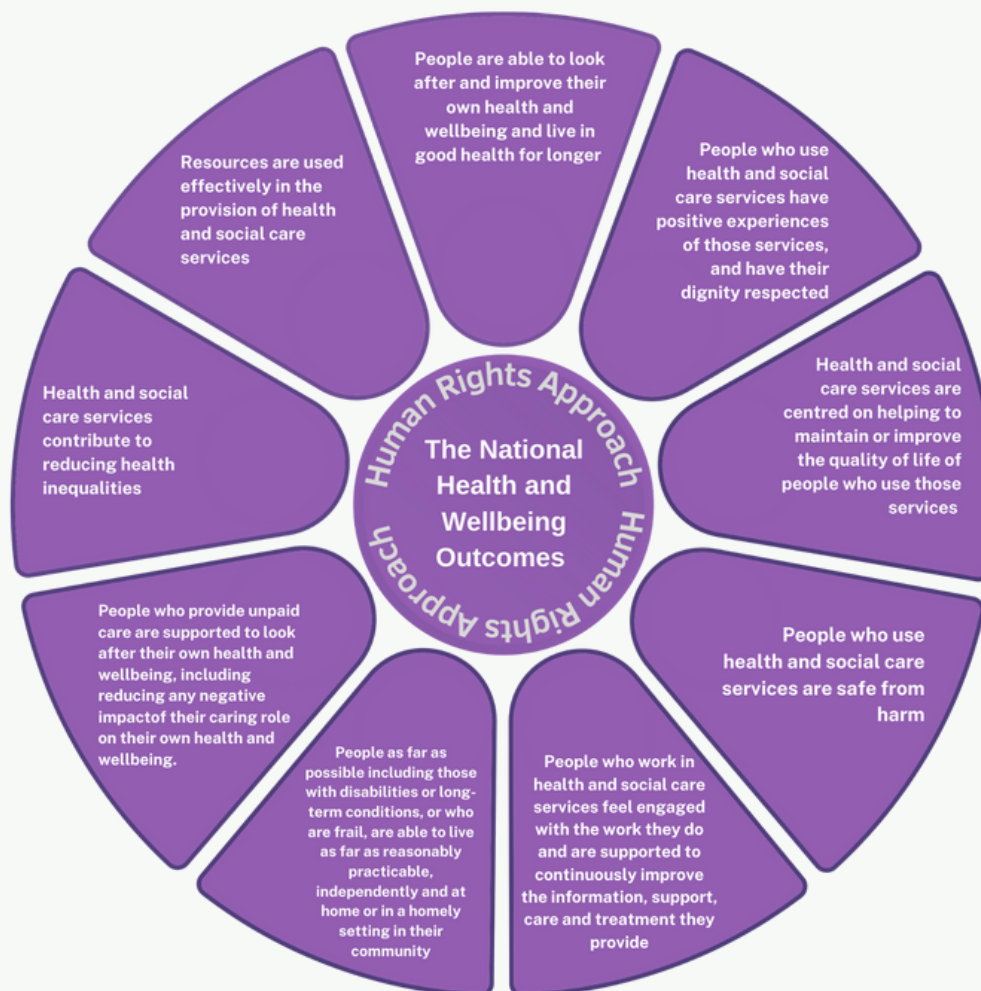 People are able to look
after and improve their
own health and
wellbeing and live in
good health for longer
People who use
health and social
care services have
positive experiences
of those services,
and have their
dignity respected
Health and social
care services are
centred on helping to
maintain or improve
the quality of life of
people who use those
services
People who use
health and social care
services are safe from
harm
People who work in
health and social care
services feel engaged
with the work they do
and are supported to
continuously improve
the information, support,
care and treatment they
provide
People as far as
possible including those
with disabilities or long-
term conditions, or who
are frail, are able to live
as far as reasonably
practicable,
independently and at
home or in a homely
setting in their
community
People who provide unpaid
care are supported to look
after their own health and
wellbeing, including
reducing any negative
impactof their caring role
on their own health and
wellbeing.
Health and social
care services
contribute to
reducing health
inequalities
Resources are used
effectively in the
provision of health
and social care
services
Human Rights Approach
The National
Health and
Wellbeing
Outcomes
Human Rights Approach